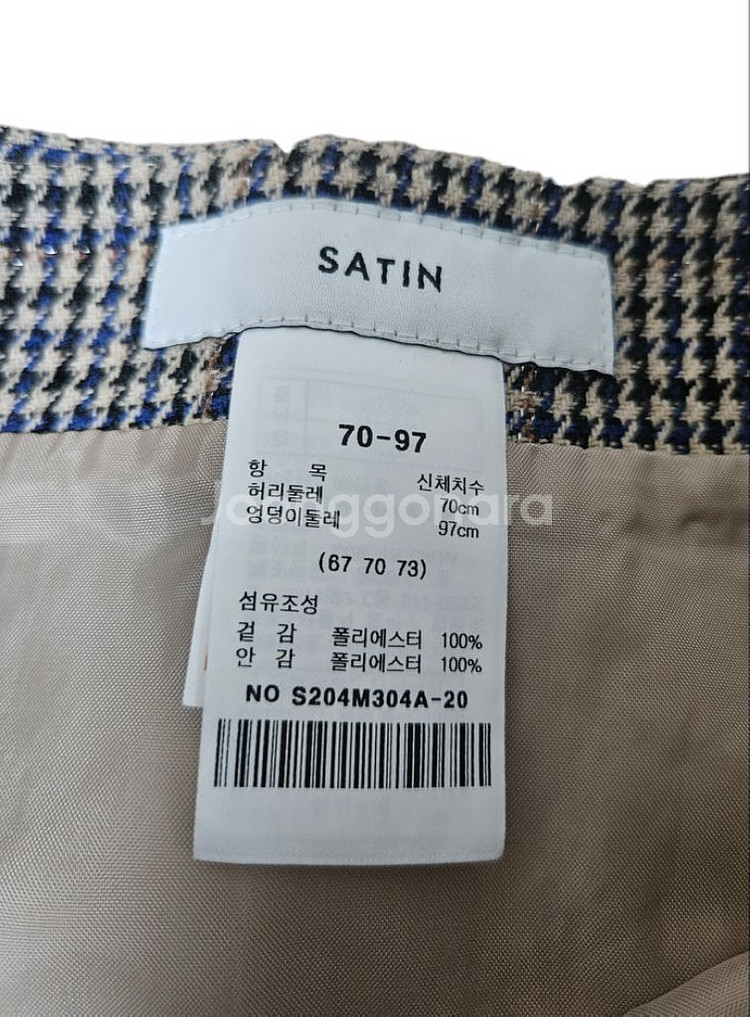 SATIN
70-97
항 목 신체치수
허리둘레 70cm
엉덩이둘레 97cm
(67 70 73)
섬유조성
겉 감 폴리에스터 100%
안 감 폴리에스터 100%
NO S204M304A-20
Joonggonara